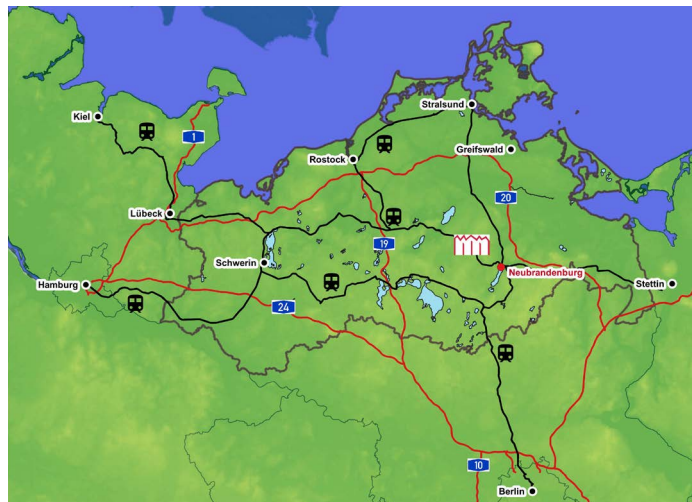 Stralsund
Kiel
1
Greifswald
Rostock
20
Lübeck
19
Schwerin
Neubrandenburg
Hamburg
Stettin
24
10
Berlin